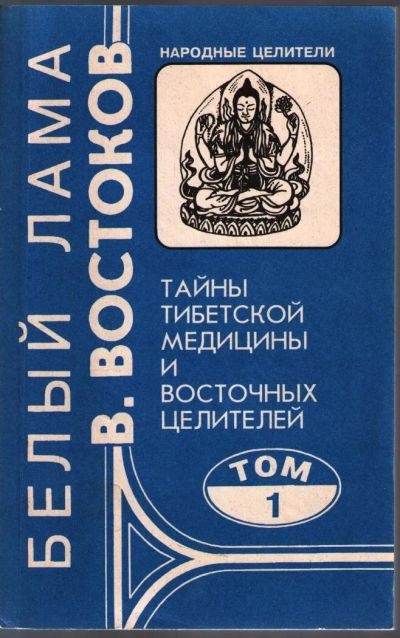 БЕЛЫЙ ЛАМА
В. ВОСТОКОВ
НАРОДНЫЕ ЦЕЛИТЕЛИ
ТАЙНЫ
ТИБЕТСКОЙ
МЕДИЦИНЫ
И
ВОСТОЧНЫХ
ЦЕЛИТЕЛЕЙ
ТОМ
1